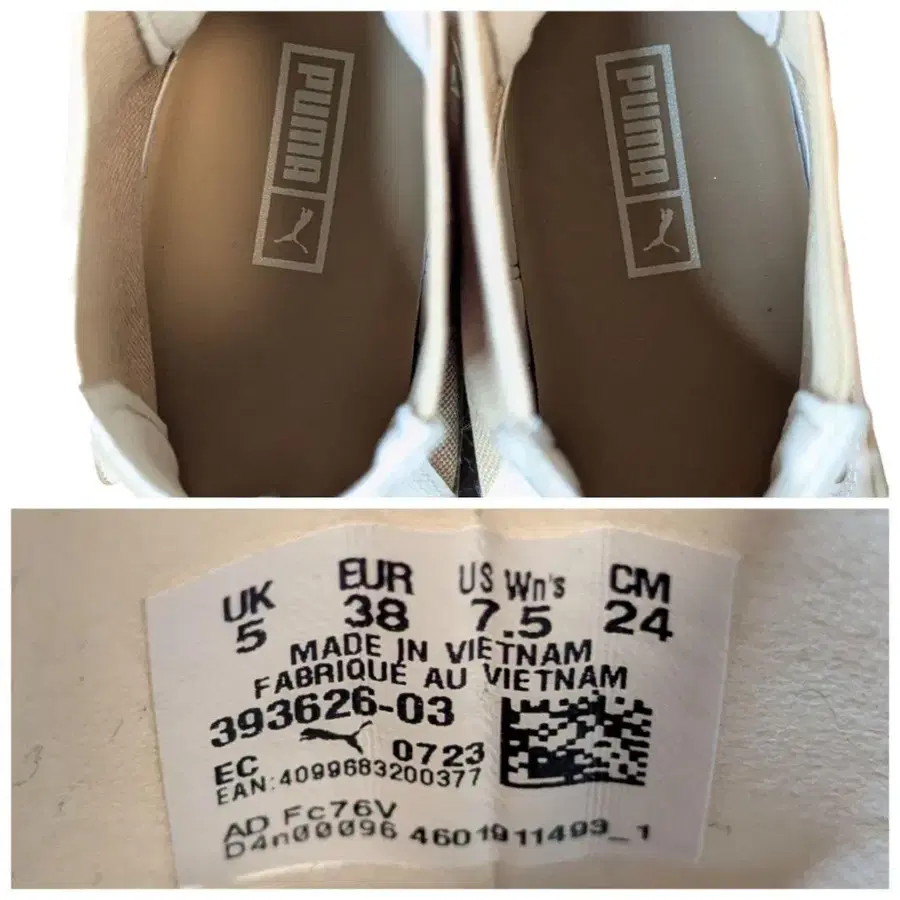 PUMA
PUMA
UK EUR US Wn's CM
5 38 7.5 24
MADE IN VIETNAM
FABRIQUÉ AU VIETNAM
393626-03
EC 0723
EAN:4099683200377
AD Fc76V
D4n00096 4601911493_1